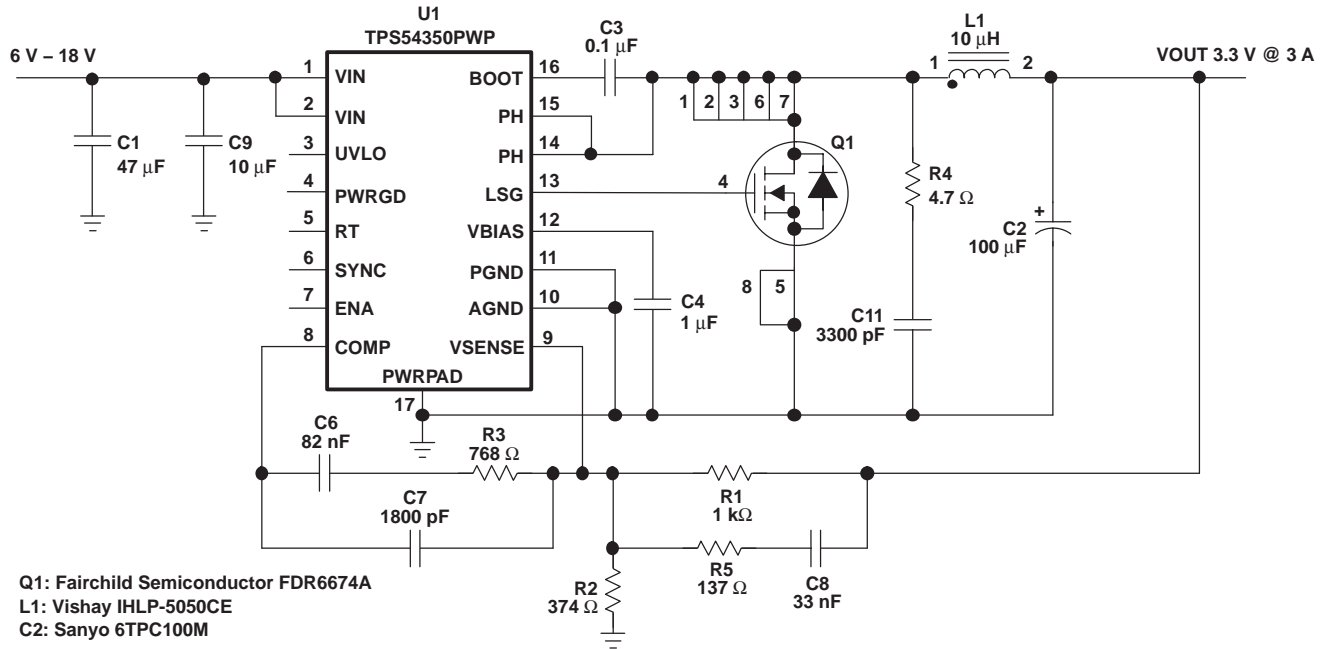 U1
TPS54350PWP
6 V – 18 V
C1
47 μF
C9
10 μF
1 VIN
2 VIN
3 UVLO
4 PWRGD
5 RT
6 SYNC
7 ENA
8 COMP
BOOT 16
PH 15
PH 14
LSG 13
VBIAS 12
PGND 11
AGND 10
VSENSE 9
PWRPAD
17
C3
0.1 μF
1 2 3 6 7
Q1
4
8 5
C4
1 μF
R4
4.7 Ω
C11
3300 pF
L1
10 μH
1 2
VOUT 3.3 V @ 3 A
+
C2
100 μF
C6
82 nF
R3
768 Ω
C7
1800 pF
R1
1 kΩ
R5
137 Ω
C8
33 nF
R2
374 Ω
Q1: Fairchild Semiconductor FDR6674A
L1: Vishay IHLP-5050CE
C2: Sanyo 6TPC100M